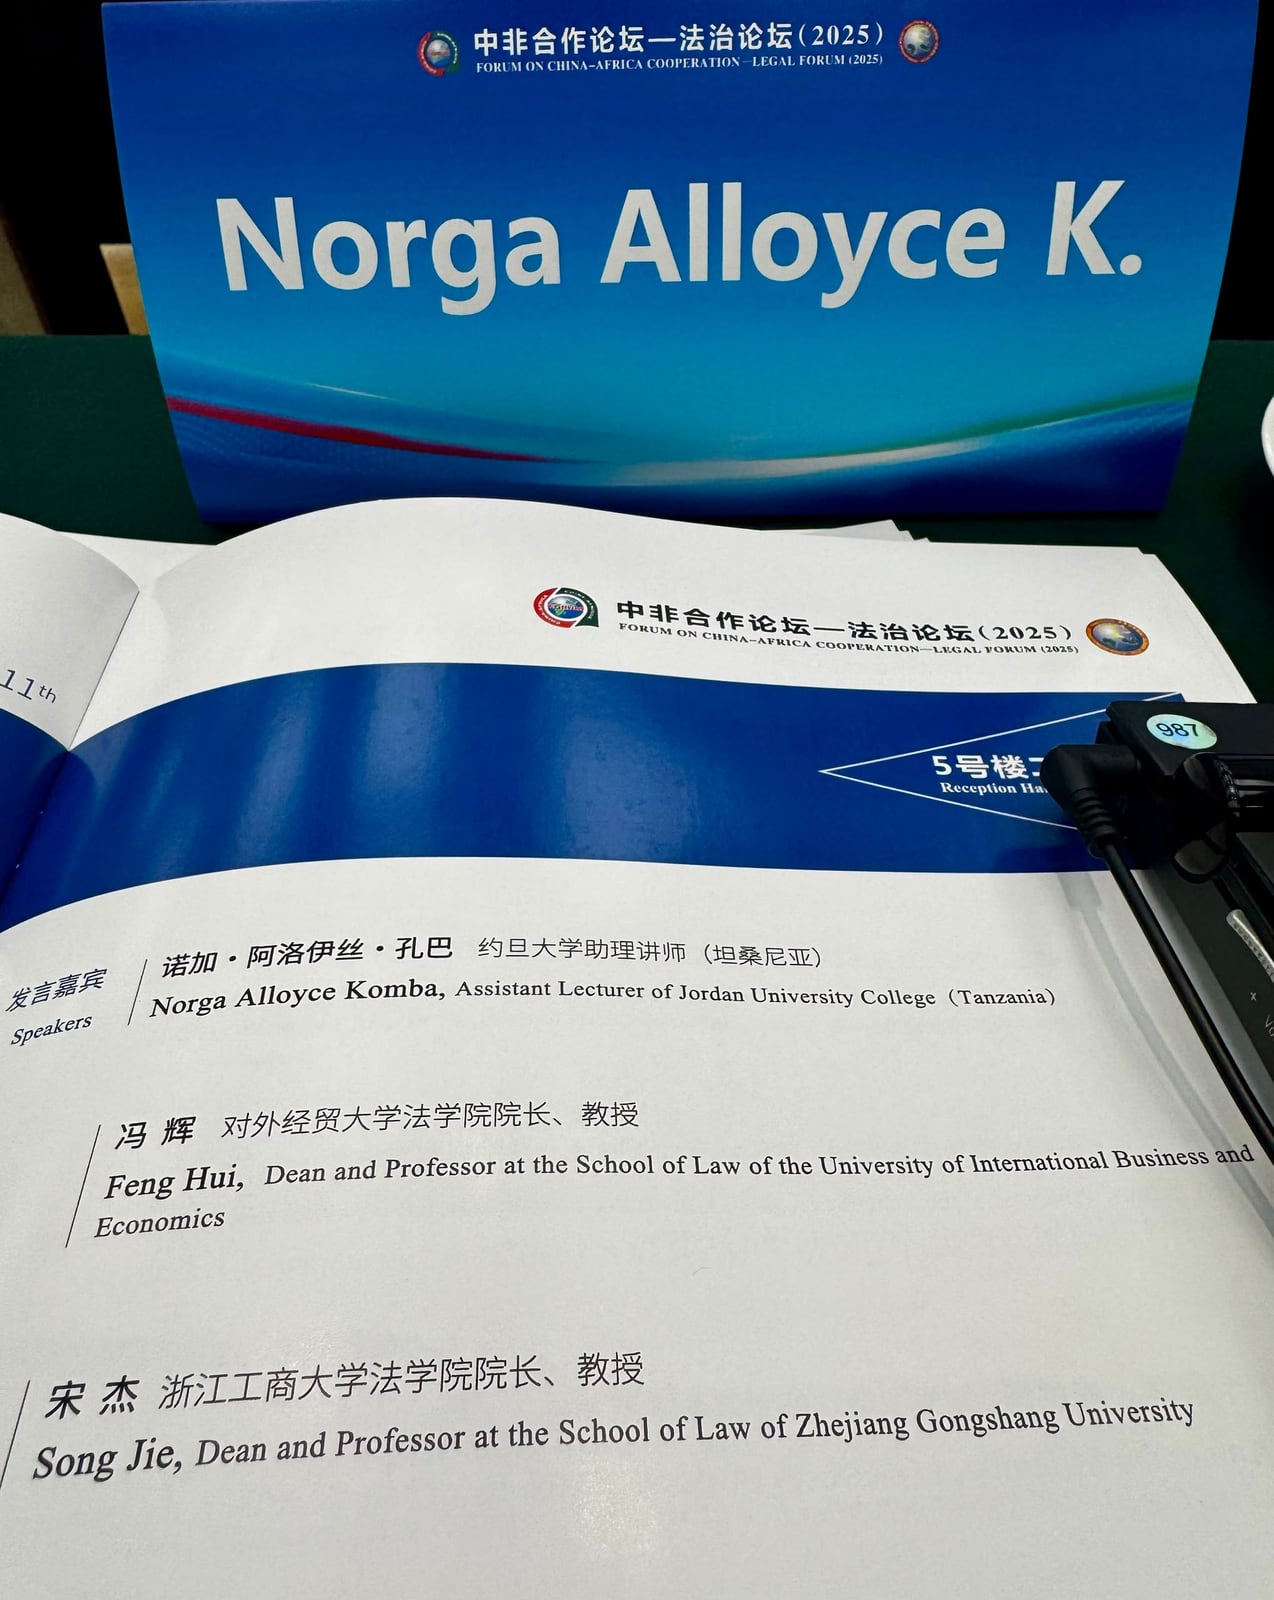 中非合作论坛—法治论坛(2025)
FORUM ON CHINA-AFRICA COOPERATION—LEGAL FORUM (2025)
Norga Alloyce K.
11th
中非合作论坛—法治论坛(2025)
FORUM ON CHINA-AFRICA COOPERATION—LEGAL FORUM (2025)
987
5号楼
Reception
发言嘉宾
Speakers
诺加·阿洛伊丝·孔巴 约旦大学助理讲师（坦桑尼亚）
Norga Alloyce Komba, Assistant Lecturer of Jordan University College（Tanzania）
冯 辉 对外经贸大学法学院院长、教授
Feng Hui, Dean and Professor at the School of Law of the University of International Business and
Economics
宋 杰 浙江工商大学法学院院长、教授
Song Jie, Dean and Professor at the School of Law of Zhejiang Gongshang University